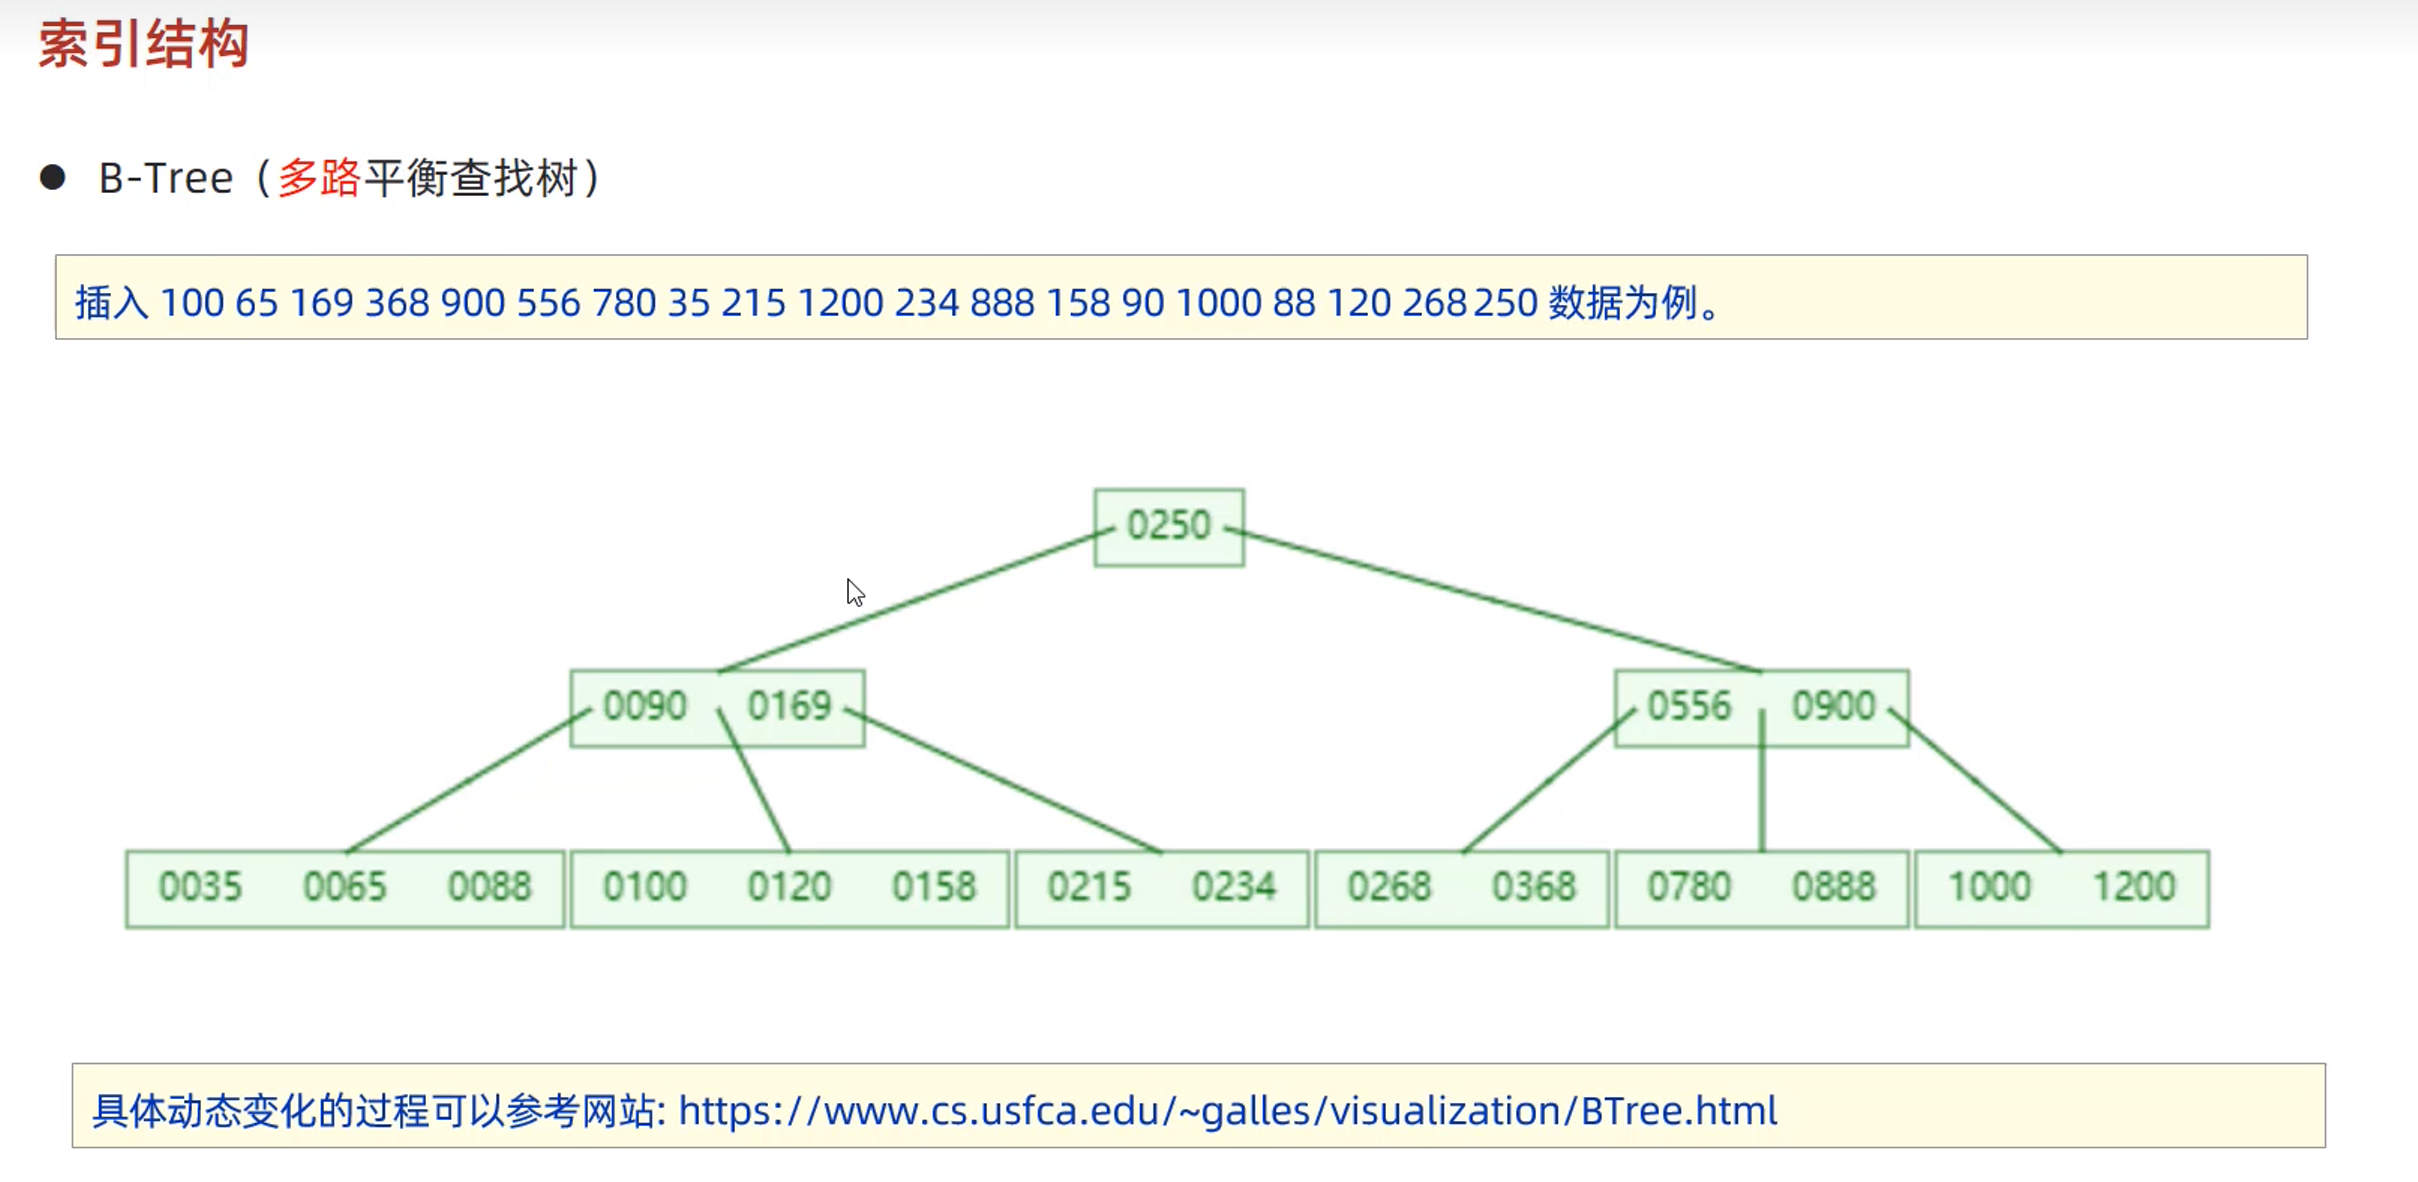 索引结构
● B-Tree（多路平衡查找树）
插入 100 65 169 368 900 556 780 35 215 1200 234 888 158 90 1000 88 120 268 250 数据为例。
0250
0090 0169 0556 0900
0035 0065 0088 0100 0120 0158 0215 0234 0268 0368 0780 0888 1000 1200
具体动态变化的过程可以参考网站: https://www.cs.usfca.edu/~galles/visualization/BTree.html